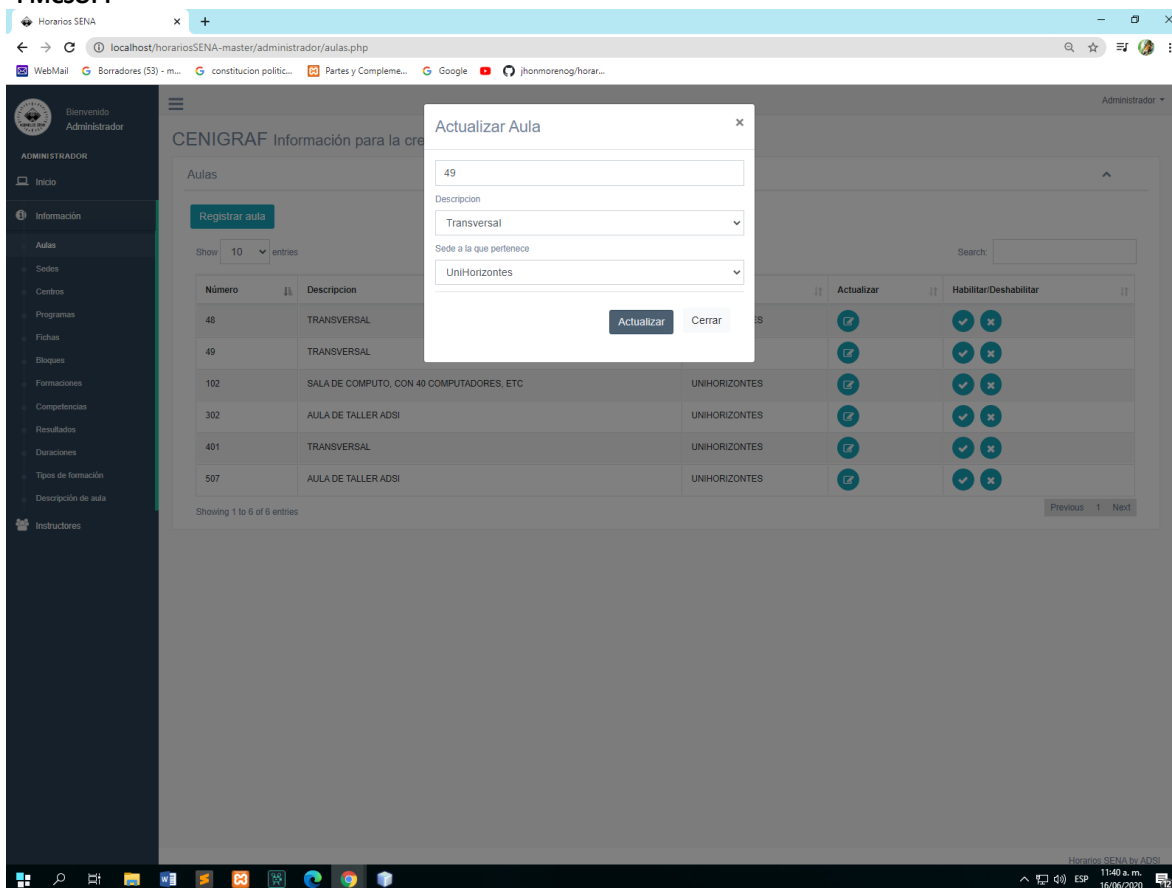 Horarios SENA
localhost/horariosSENA-master/administrador/aulas.php
WebMail Borradores (53) - m... constitucion politic... Partes y Compleme... Google jhonmorenog/horar...
Bienvenido
Administrador
Administrador
ADMINISTRADOR
Inicio
Información
Aulas
Sedes
Centros
Programas
Fichas
Bloques
Formaciones
Competencias
Resultados
Duraciones
Tipos de formación
Descripción de aula
Instructores
CENIGRAF Información para la cre
Aulas
Registrar aula
Show 10 entries
Search:
Actualizar Aula ×
49
Descripcion
Transversal
Sede a la que pertenece
UniHorizontes
Actualizar Cerrar
Número Descripcion Actualizar Habilitar/Deshabilitar
48 TRANSVERSAL ES
49 TRANSVERSAL
102 SALA DE COMPUTO, CON 40 COMPUTADORES, ETC UNIHORIZONTES
302 AULA DE TALLER ADSI UNIHORIZONTES
401 TRANSVERSAL UNIHORIZONTES
507 AULA DE TALLER ADSI UNIHORIZONTES
Showing 1 to 6 of 6 entries
Previous 1 Next
Horarios SENA by ADSI
ESP 11:40 a. m.
16/06/2020